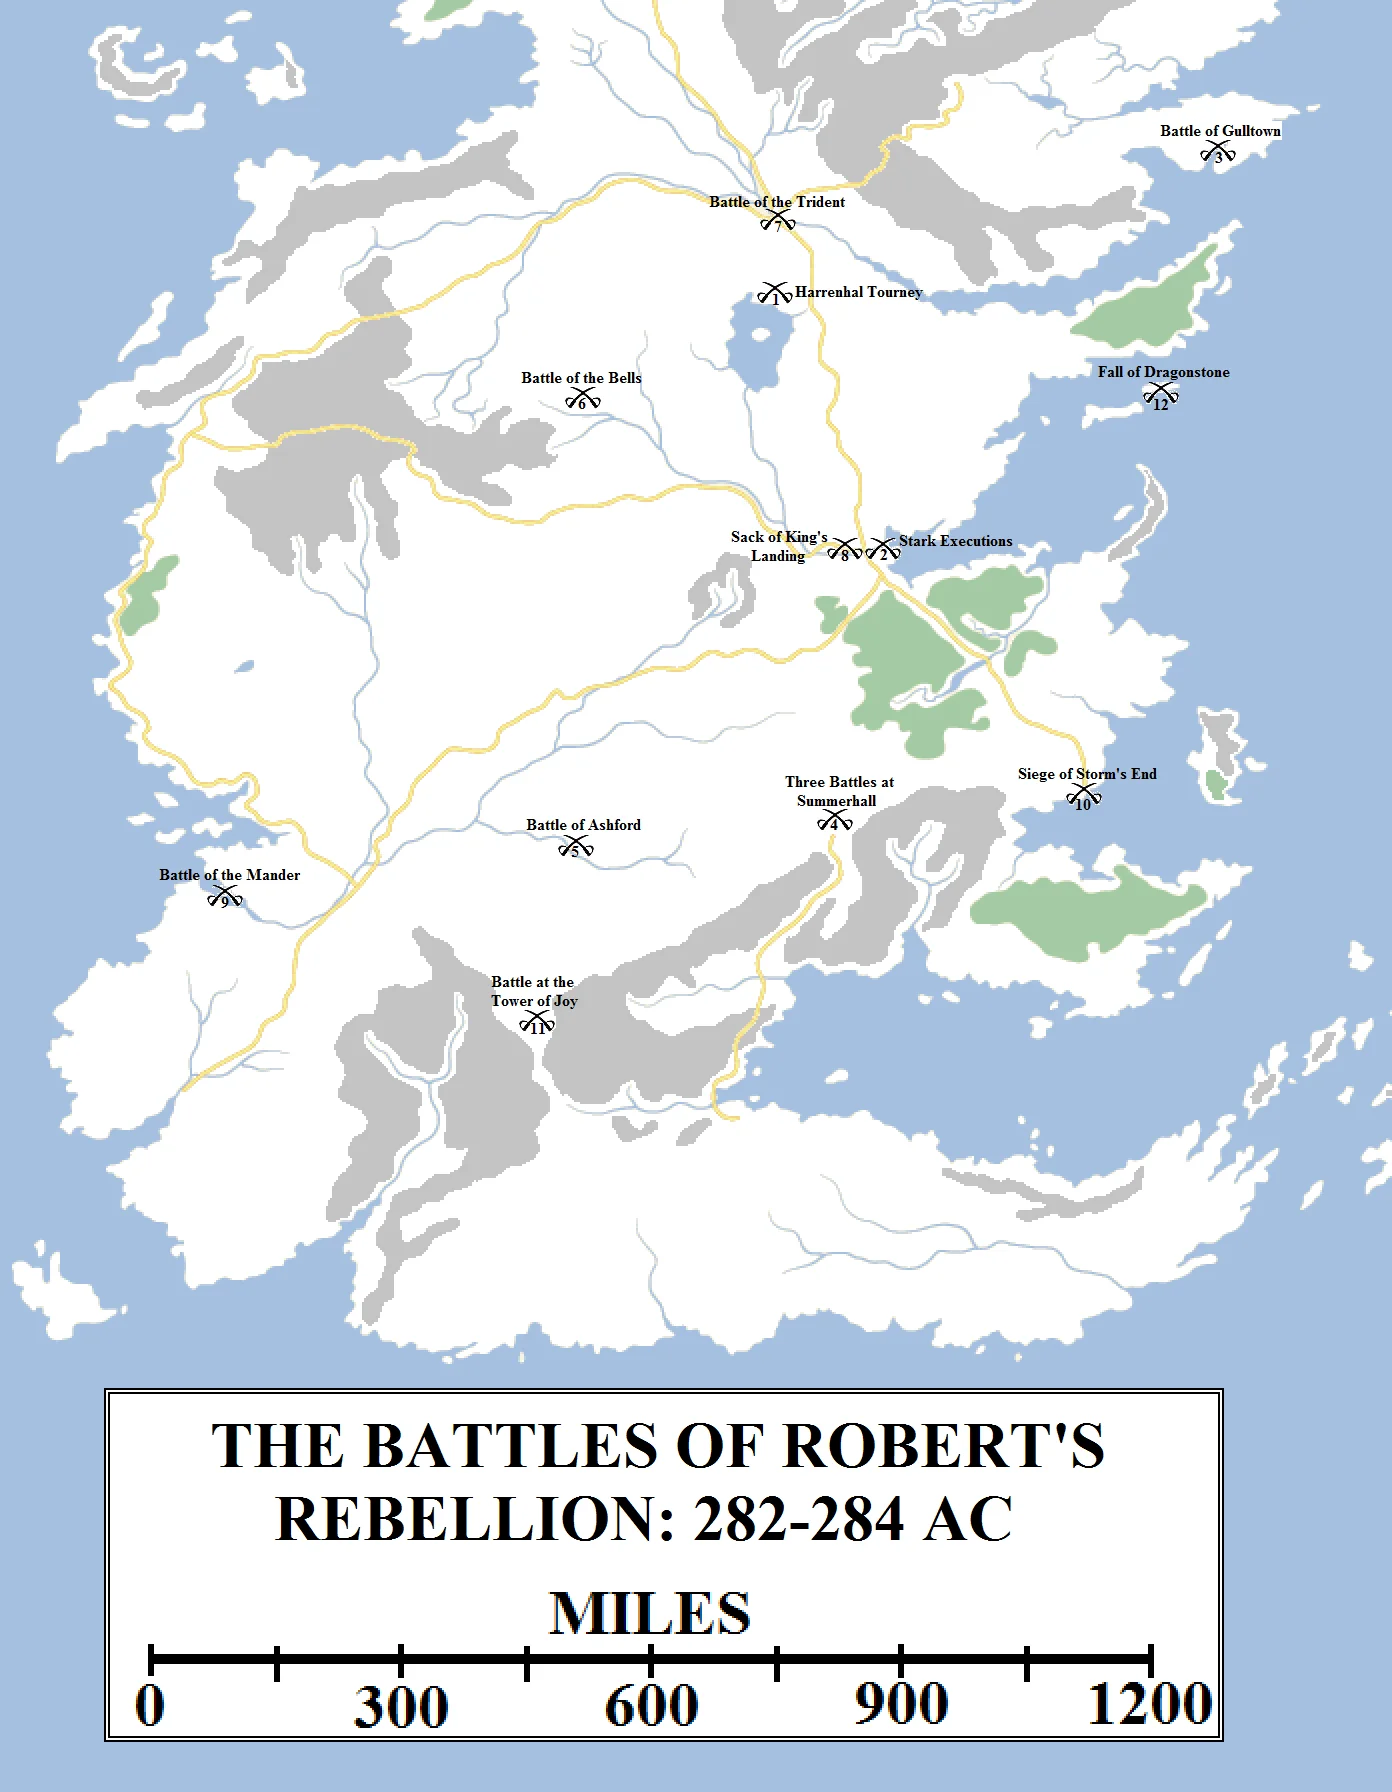 Battle of Gulltown
3
Battle of the Trident
7
1 Harrenhal Tourney
Fall of Dragonstone
12
Battle of the Bells
6
Sack of King's
Landing
8
2 Stark Executions
Three Battles at
Summerhall
4
Siege of Storm's End
10
Battle of Ashford
5
Battle of the Mander
9
Battle at the
Tower of Joy
11
THE BATTLES OF ROBERT'S
REBELLION: 282-284 AC
MILES
0 300 600 900 1200